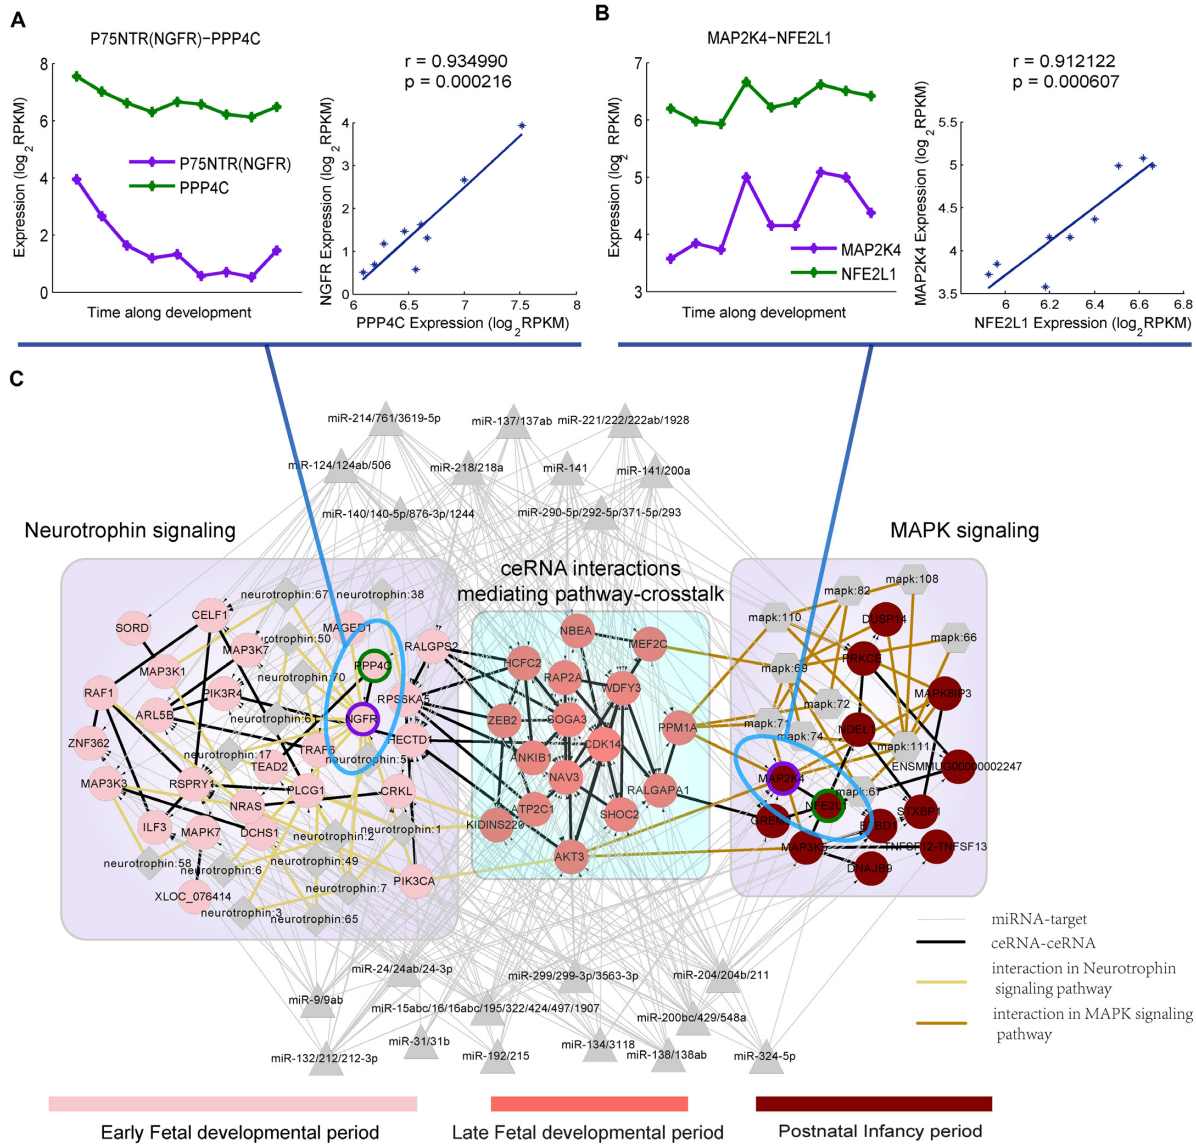 A
P75NTR(NGFR)−PPP4C
8
6
4
2
0
Expression (log2 RPKM)
P75NTR(NGFR)
PPP4C
Time along development
r = 0.934990
p = 0.000216
4
3
2
1
0
NGFR Expression (log2RPKM)
6
6.5
7
7.5
8
PPP4C Expression (log2RPKM)
B
MAP2K4−NFE2L1
7
6
5
4
3
Expression (log2 RPKM)
MAP2K4
NFE2L1
Time along development
r = 0.912122
p = 0.000607
5.5
5
4.5
4
3.5
MAP2K4 Expression (log2RPKM)
6
6.2
6.4
6.6
6.8
NFE2L1 Expression (log2RPKM)
C
miR-214/761/3619-5p
miR-137/137ab
miR-221/222/222ab/1928
miR-124/124ab/506
miR-218/218a
miR-141
miR-141/200a
miR-140/140-5p/876-3p/1244
miR-290-5p/292-5p/371-5p/293
Neurotrophin signaling
ceRNA interactions
mediating pathway-crosstalk
MAPK signaling
neurotrophin:67
neurotrophin:38
CELF1
SORD
MAGED1
neurotrophin:50
MAP3K7
RALGPS2
MAP3K1
PPP4C
neurotrophin:70
RAF1
PIK3R4
RPS6KA5
ARL5B
neurotrophin:61
NGFR
ZNF362
TRAF6
HECTD1
neurotrophin:17
neurotrophin:5
TEAD2
MAP3K3
RSPRY1
PLCG1
CRKL
NRAS
ILF3
MAPK7
DCHS1
neurotrophin:2
neurotrophin:1
neurotrophin:58
neurotrophin:6
neurotrophin:49
XLOC_076414
neurotrophin:7
PIK3CA
neurotrophin:3
neurotrophin:65
NBEA
MEF2C
HCFC2
RAP2A
WDFY3
ZEB2
SOGA3
PPM1A
CDK14
ANKIB1
NAV3
RALGAPA1
ATP2C1
SHOC2
KIDINS220
AKT3
mapk:108
mapk:82
mapk:110
DUSP14
mapk:66
PRKCE
mapk:69
MAPK8IP3
mapk:72
mapk:71
NDEL1
mapk:74
mapk:111
ENSMMUG00000002247
MAP2K4
mapk:67
NFE2L1
STXBP1
MAP3K5
TNFSF12-TNFSF13
DNAJB9
miRNA-target
ceRNA-ceRNA
interaction in Neurotrophin
signaling pathway
interaction in MAPK signaling
pathway
miR-24/24ab/24-3p
miR-299/299-3p/3563-3p
miR-204/204b/211
miR-9/9ab
miR-15abc/16/16abc/195/322/424/497/1907
miR-200bc/429/548a
miR-31/31b
miR-134/3118
miR-132/212/212-3p
miR-192/215
miR-138/138ab
miR-324-5p
Early Fetal developmental period
Late Fetal developmental period
Postnatal Infancy period